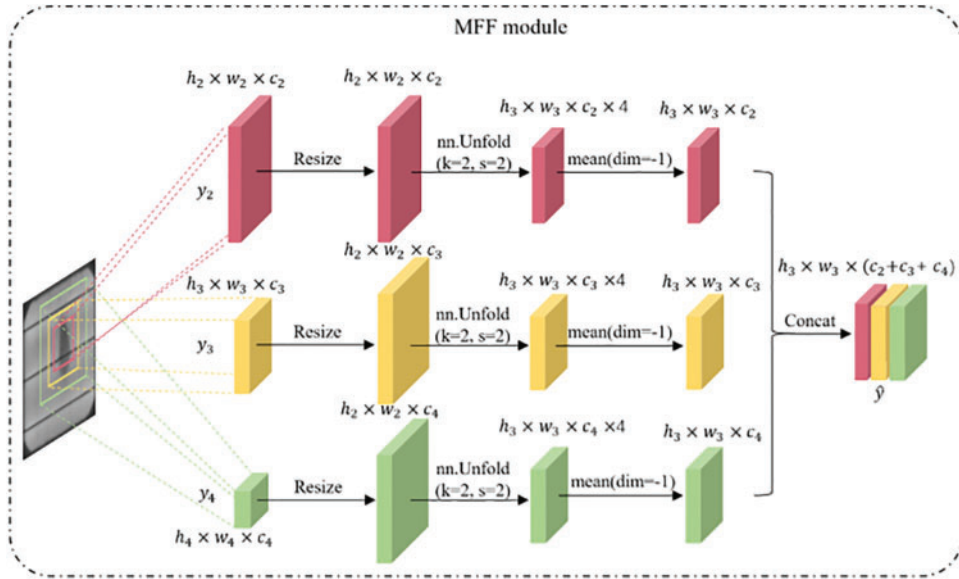 MFF module
h₂ × w₂ × c₂
h₂ × w₂ × c₂
h₃ × w₃ × c₂ × 4
h₃ × w₃ × c₂
y₂
Resize
nn.Unfold
(k=2, s=2)
mean(dim=-1)
h₃ × w₃ × c₃
h₂ × w₂ × c₃
h₃ × w₃ × c₃ ×4
h₃ × w₃ × c₃
y₃
Resize
nn.Unfold
(k=2, s=2)
mean(dim=-1)
h₃ × w₃ × (c₂+c₃+ c₄)
Concat
ŷ
h₂ × w₂ × c₄
h₃ × w₃ × c₄ ×4
h₃ × w₃ × c₄
y₄
Resize
nn.Unfold
(k=2, s=2)
mean(dim=-1)
h₄ × w₄ × c₄